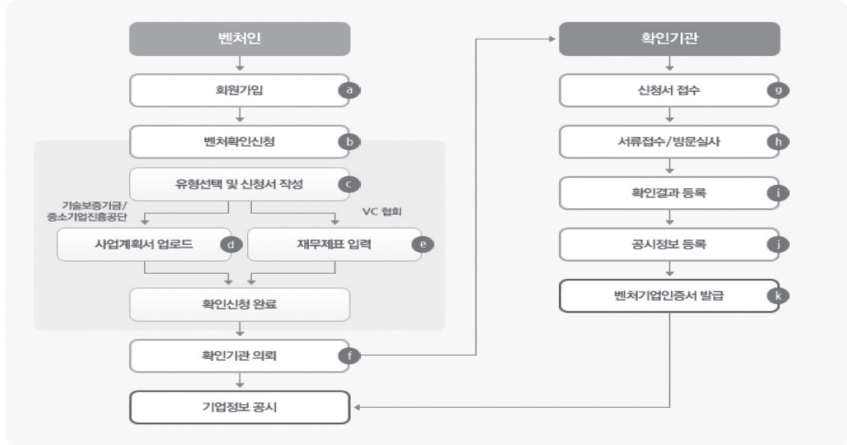 벤처인
회원가입 a
벤처확인신청 b
유형선택 및 신청서 작성 c
기술보증기금/
중소기업진흥공단
VC 협회
사업계획서 업로드 d
재무제표 입력 e
확인신청 완료
확인기관 의뢰 f
기업정보 공시
확인기관
신청서 접수 g
서류접수/방문실사 h
확인결과 등록 i
공시정보 등록 j
벤처기업인증서 발급 k